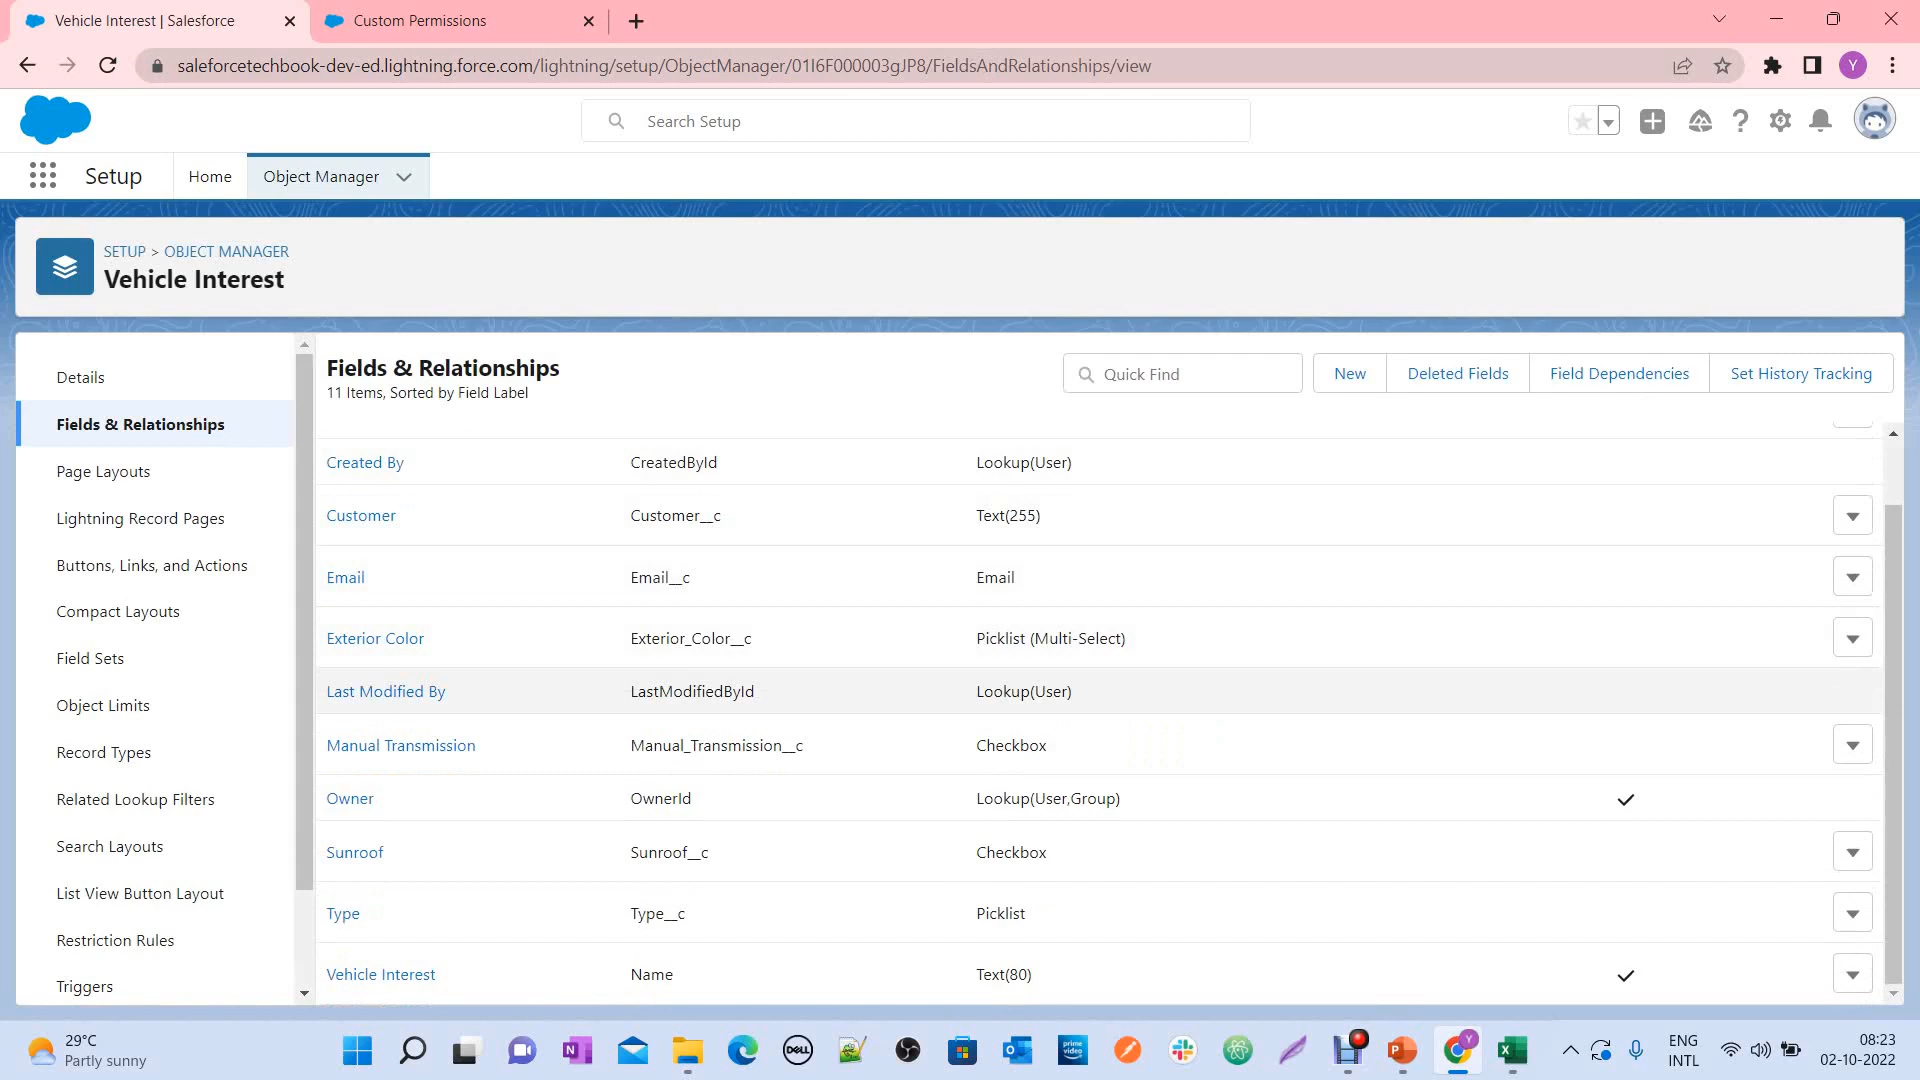 Vehicle Interest | Salesforce
Custom Permissions
saleforcetechbook-dev-ed.lightning.force.com/lightning/setup/ObjectManager/01I6F000003gJP8/FieldsAndRelationships/view
Y
Search Setup
Setup
Home
Object Manager
SETUP > OBJECT MANAGER
Vehicle Interest
Details
Fields & Relationships
Page Layouts
Lightning Record Pages
Buttons, Links, and Actions
Compact Layouts
Field Sets
Object Limits
Record Types
Related Lookup Filters
Search Layouts
List View Button Layout
Restriction Rules
Triggers
Fields & Relationships
11 Items, Sorted by Field Label
Quick Find
New
Deleted Fields
Field Dependencies
Set History Tracking
Created By CreatedById Lookup(User)
Customer Customer__c Text(255)
Email Email__c Email
Exterior Color Exterior_Color__c Picklist (Multi-Select)
Last Modified By LastModifiedById Lookup(User)
Manual Transmission Manual_Transmission__c Checkbox
Owner OwnerId Lookup(User,Group)
Sunroof Sunroof__c Checkbox
Type Type__c Picklist
Vehicle Interest Name Text(80)
29°C
Partly sunny
N
DELL
prime video
Y
ENG
INTL
08:23
02-10-2022